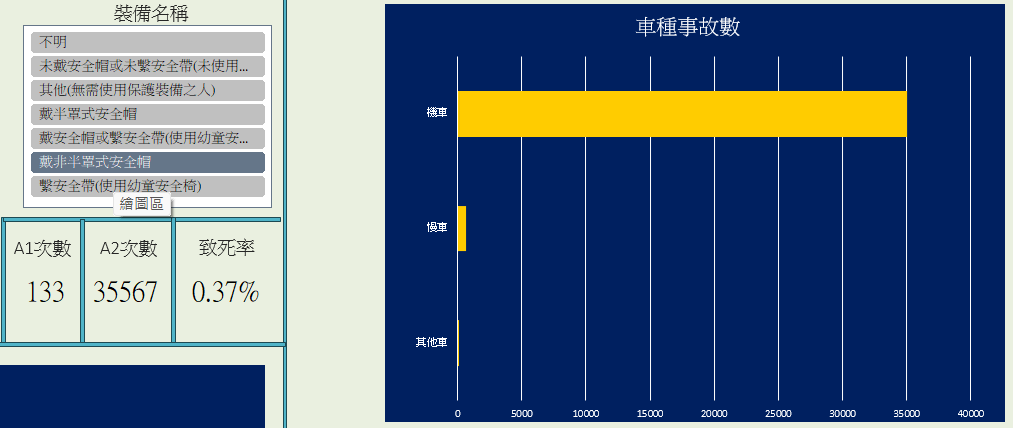 裝備名稱
不明
未戴安全帽或未繫安全帶(未使用...
其他(無需使用保護裝備之人)
戴半罩式安全帽
戴安全帽或繫安全帶(使用幼童安...
戴非半罩式安全帽
繫安全帶(使用幼童安全椅)
繪圖區
A1次數
A2次數
致死率
133
35567
0.37%
車種事故數
機車
慢車
其他車
0
5000
10000
15000
20000
25000
30000
35000
40000